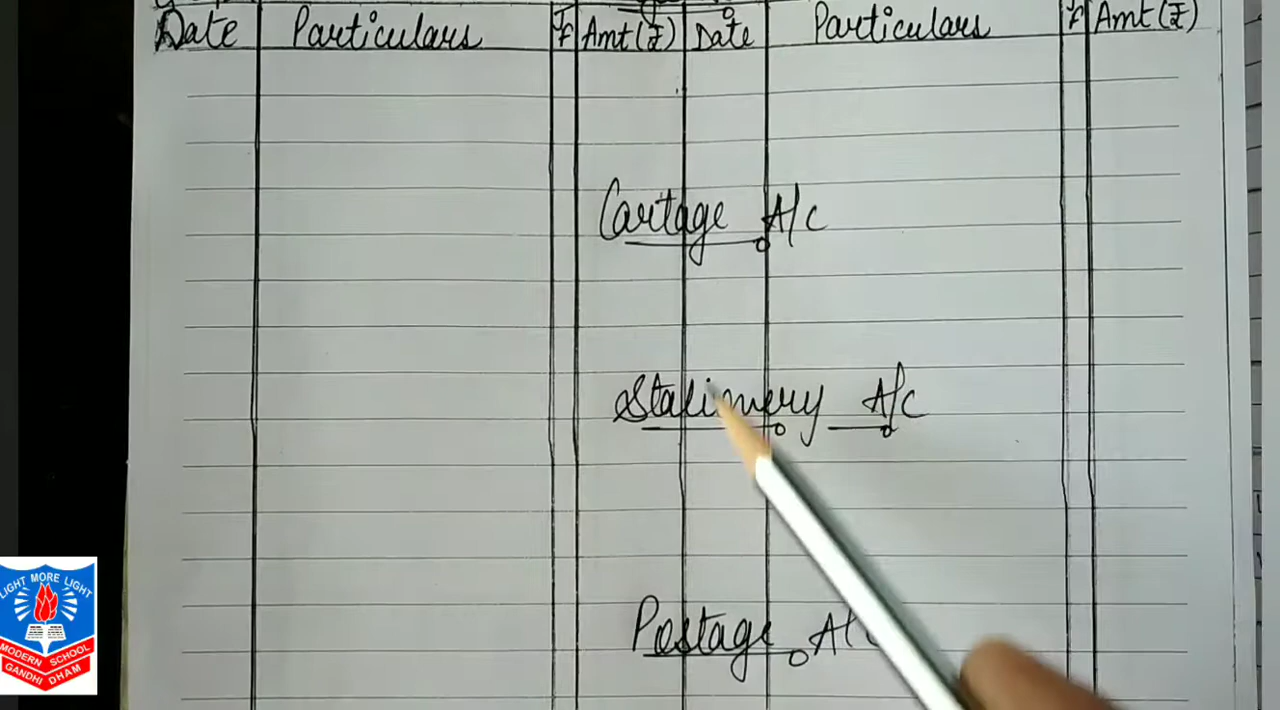 Date Particulars J/F Amt(₹) Date Particulars J/F Amt(₹)
Cartage A/c
Stationery A/c
Postage A/c
LIGHT MORE LIGHT
MODERN SCHOOL
GANDHI DHAM